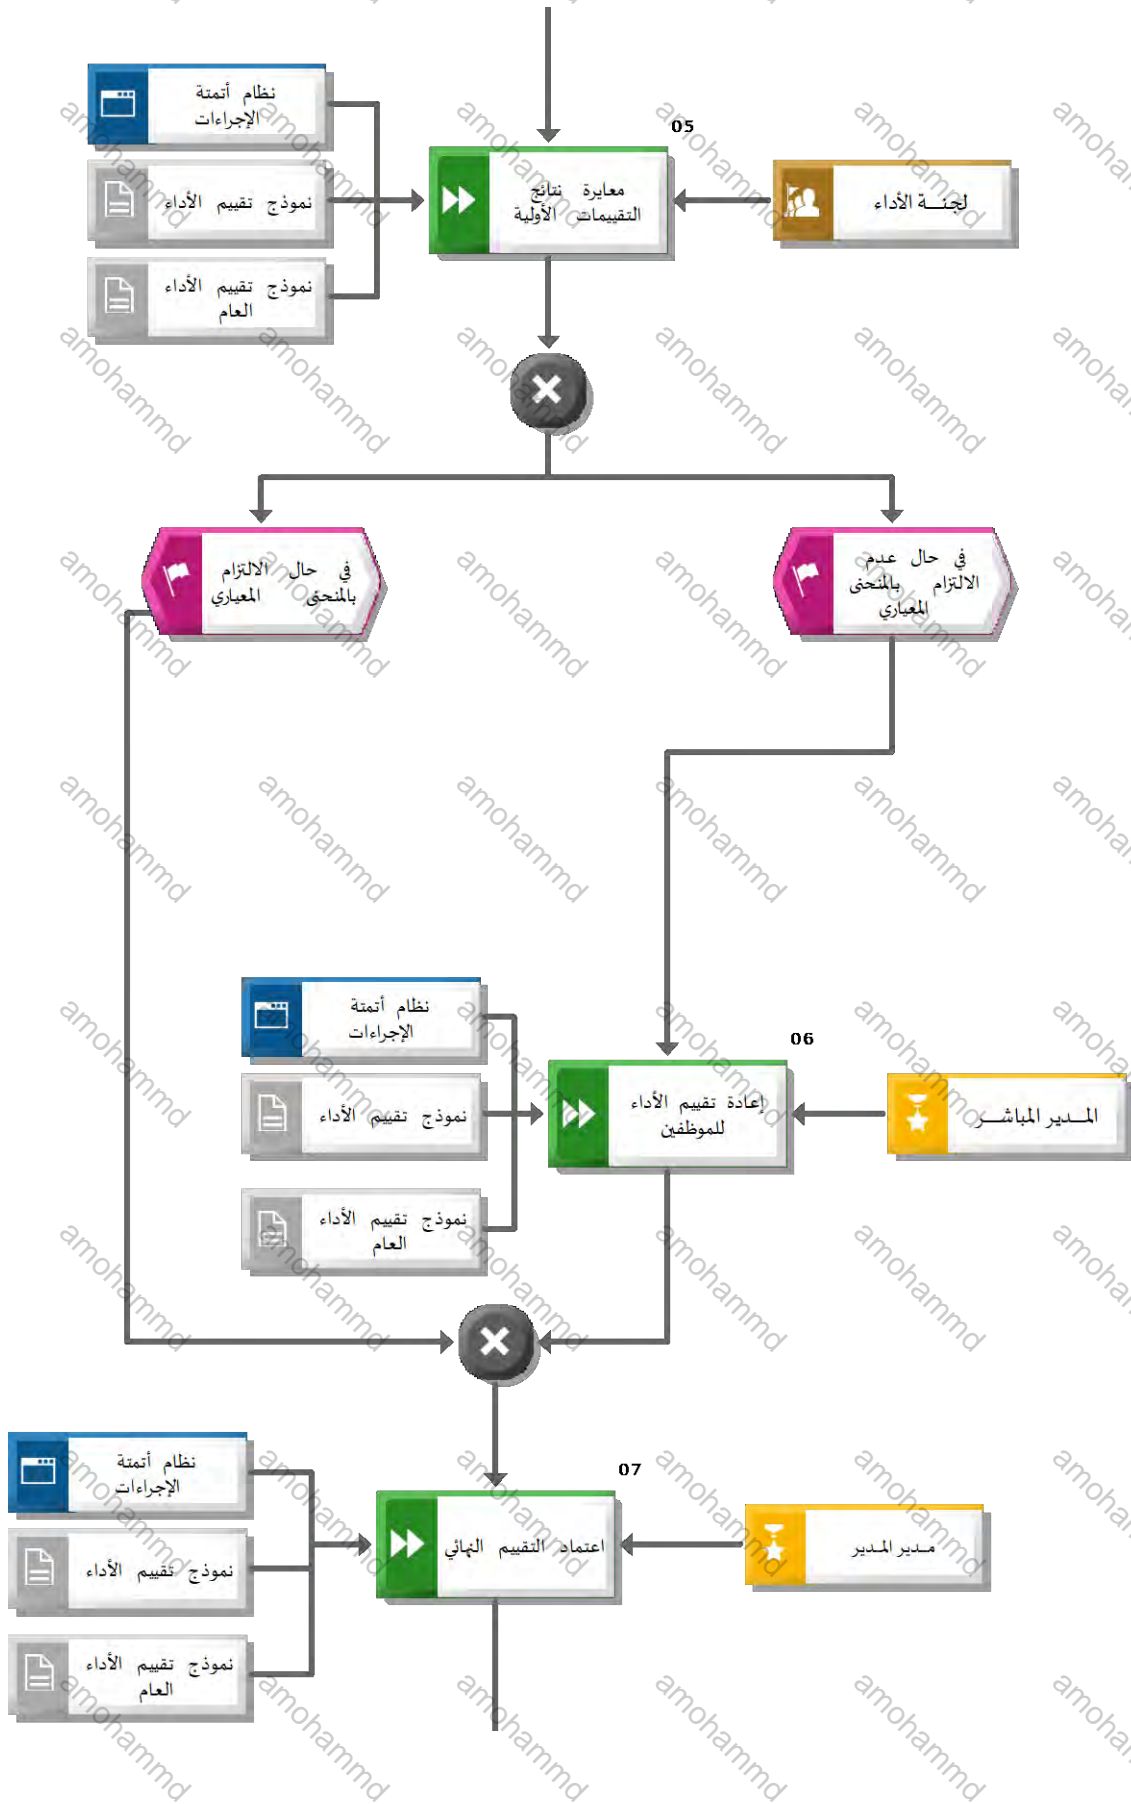 05
نظام أتمتة
الإجراءات
معايرة نتائج
التقييمات الأولية
لجنــة الأداء
نموذج تقييم الأداء
نموذج تقييم الأداء
العام
في حال عدم
الالتزام بالمنحنى
المعياري
في حال الالتزام
بالمنحنى المعياري
06
نظام أتمتة
الإجراءات
المــدير المباشــر
إعادة تقييم الأداء
للموظفين
نموذج تقييم الأداء
نموذج تقييم الأداء
العام
07
نظام أتمتة
الإجراءات
مـدير المـدير
اعتماد التقييم النهائي
نموذج تقييم الأداء
نموذج تقييم الأداء
العام
amohammd